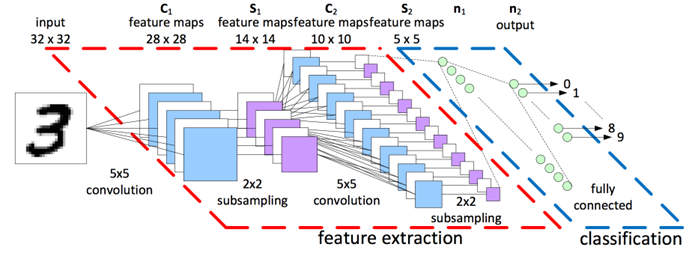 input
32 x 32
C1
feature maps
28 x 28
S1
feature maps
14 x 14
C2
feature maps
10 x 10
S2
feature maps
5 x 5
n1
n2
output
3
0
1
8
9
5x5
convolution
2x2
subsampling
5x5
convolution
2x2
subsampling
fully
connected
feature extraction
classification